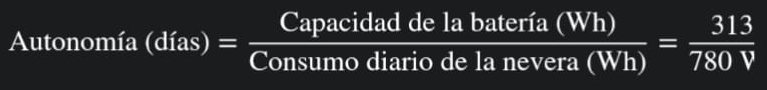 Autonomía (días) = Capacidad de la batería (Wh) / Consumo diario de la nevera (Wh) = 313 / 780